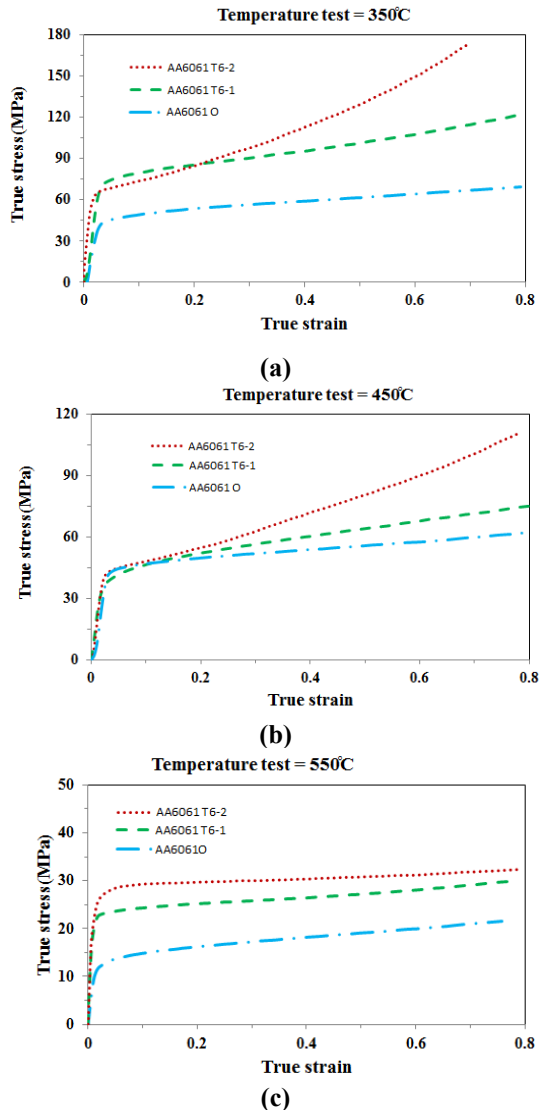 Temperature test = 350℃
True stress (MPa)
180
150
120
90
60
30
0
AA6061 T6-2
AA6061 T6-1
AA6061 O
0
0.2
0.4
0.6
0.8
True strain
(a)
Temperature test = 450℃
True stress (MPa)
120
90
60
30
0
AA6061 T6-2
AA6061 T6-1
AA6061 O
0
0.2
0.4
0.6
0.8
True strain
(b)
Temperature test = 550℃
True stress (MPa)
50
40
30
20
10
0
AA6061 T6-2
AA6061 T6-1
AA6061O
0
0.2
0.4
0.6
0.8
True strain
(c)